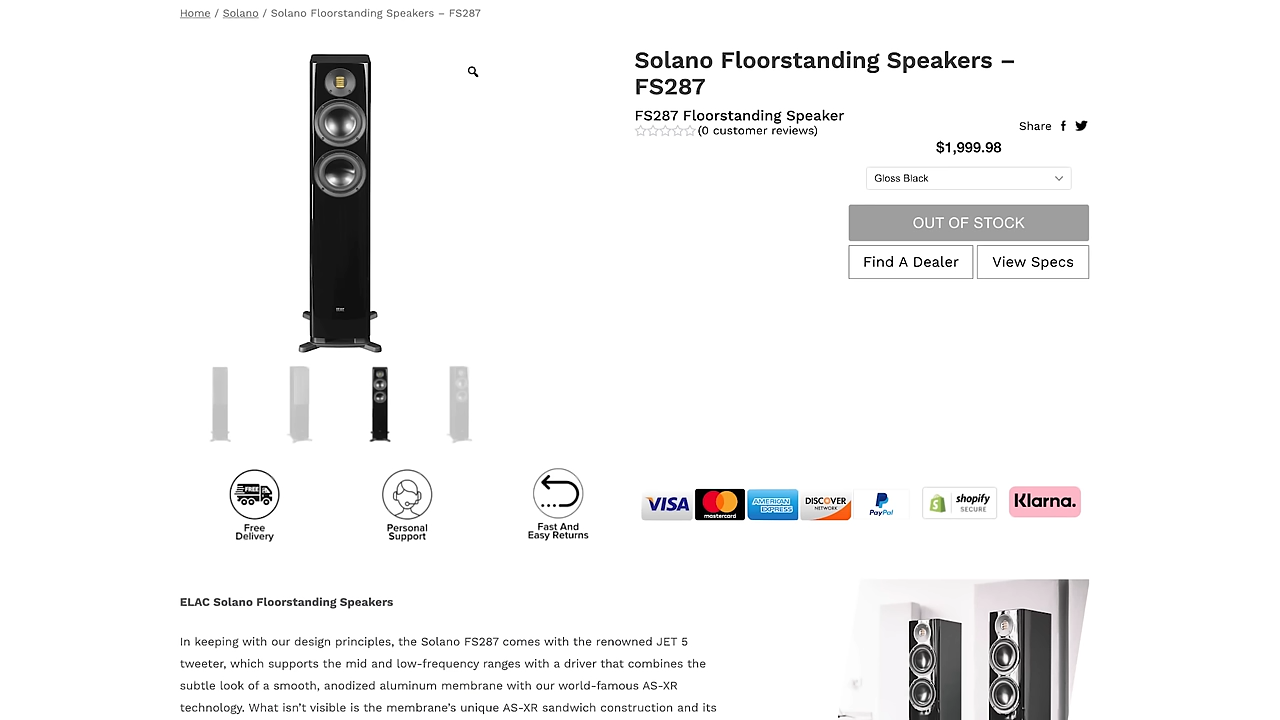 Home / Solano / Solano Floorstanding Speakers – FS287
Solano Floorstanding Speakers –
FS287
FS287 Floorstanding Speaker
(0 customer reviews)
Share
$1,999.98
Gloss Black
OUT OF STOCK
Find A Dealer
View Specs
FREE
Free
Delivery
Personal
Support
Fast And
Easy Returns
VISA
mastercard
AMERICAN
EXPRESS
DISCOVER
NETWORK
PayPal
shopify
SECURE
Klarna.
ELAC Solano Floorstanding Speakers
In keeping with our design principles, the Solano FS287 comes with the renowned JET 5
tweeter, which supports the mid and low-frequency ranges with a driver that combines the
subtle look of a smooth, anodized aluminum membrane with our world-famous AS-XR
technology. What isn’t visible is the membrane’s unique AS-XR sandwich construction and its